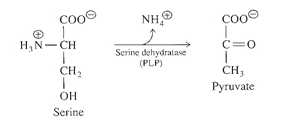 COO⊖ NH₄⊕ COO⊖
⊕
H₃N — CH C=O
Serine dehydratase
(PLP)
CH₂ CH₃
Pyruvate
OH
Serine